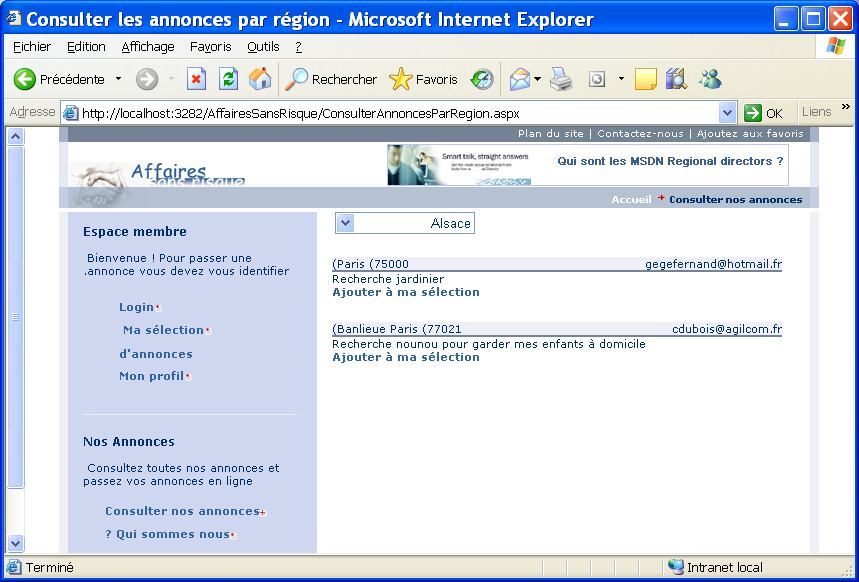 Consulter les annonces par région - Microsoft Internet Explorer
Fichier Edition Affichage Favoris Outils ?
Précédente Rechercher Favoris
Adresse http://localhost:3282/AffairesSansRisque/ConsulterAnnoncesParRegion.aspx OK Liens »
Plan du site | Contactez-nous | Ajoutez aux favoris
Affaires
sans risque
Smart talk, straight answers
Qui sont les MSDN Regional directors ?
Accueil Consulter nos annonces
Espace membre
Bienvenue ! Pour passer une
.annonce vous devez vous identifier
Login
Ma sélection
d'annonces
Mon profil
Nos Annonces
Consultez toutes nos annonces et
passez vos annonces en ligne
Consulter nos annonces
? Qui sommes nous
Alsace
(Paris (75000 gegefernand@hotmail.fr
Recherche jardinier
Ajouter à ma sélection
(Banlieue Paris (77021 cdubois@agilcom.fr
Recherche nounou pour garder mes enfants à domicile
Ajouter à ma sélection
Terminé Intranet local